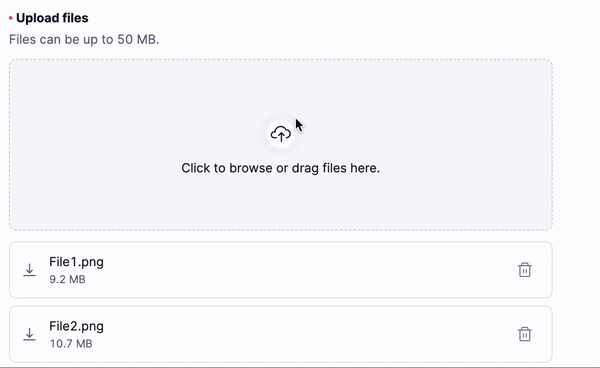 • Upload files
Files can be up to 50 MB.
Click to browse or drag files here.
File1.png
9.2 MB
File2.png
10.7 MB